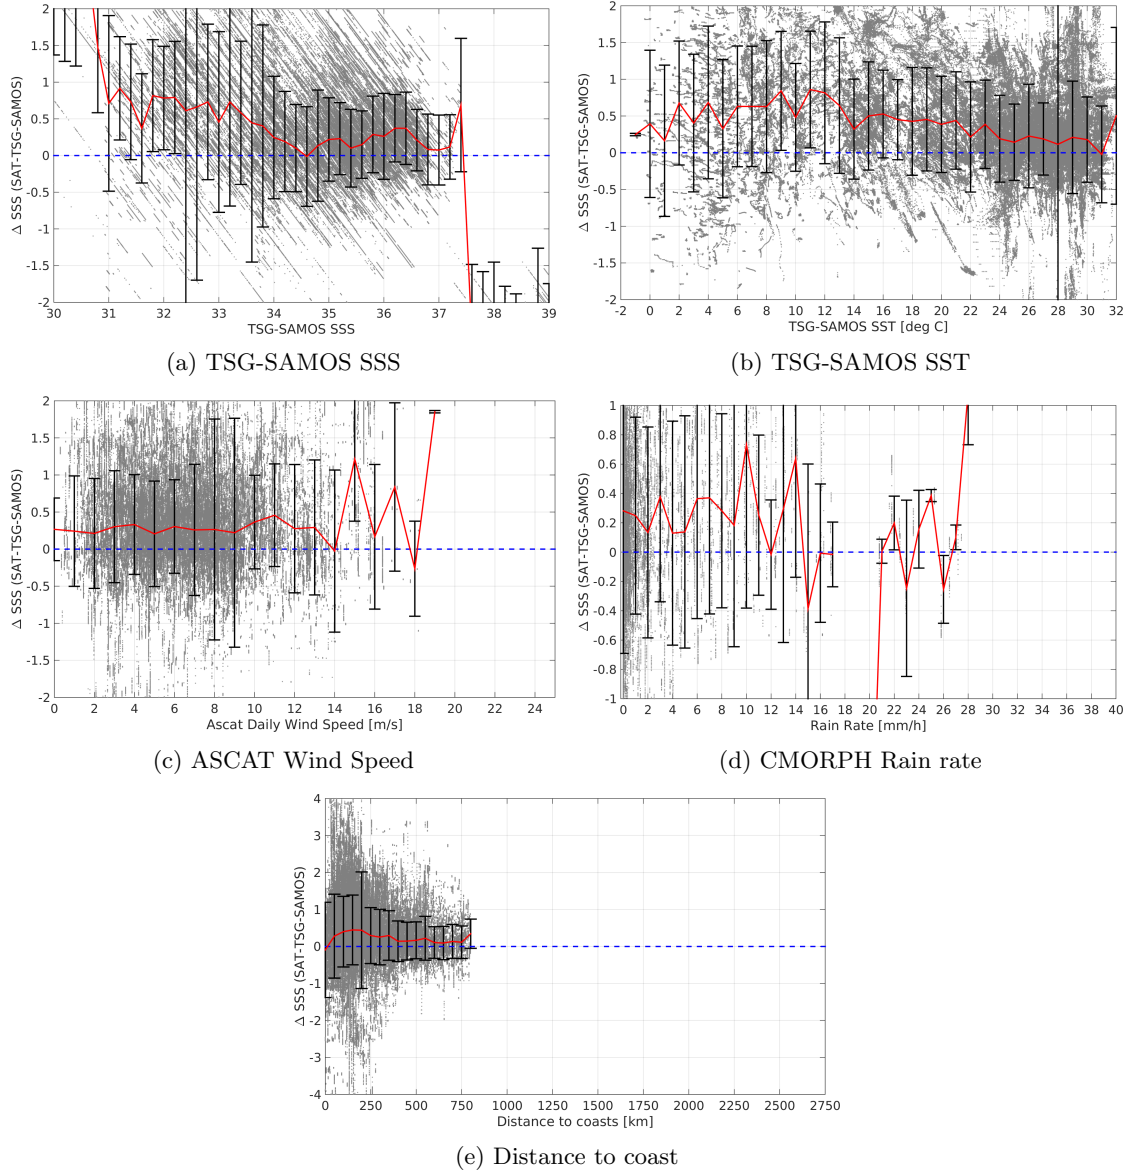 2
1.5
1
0.5
0
-0.5
-1
-1.5
-2
Δ SSS (SAT-TSG-SAMOS)
30 31 32 33 34 35 36 37 38 39
TSG-SAMOS SSS
(a) TSG-SAMOS SSS
2
1.5
1
0.5
0
-0.5
-1
-1.5
-2
Δ SSS (SAT-TSG-SAMOS)
-2 0 2 4 6 8 10 12 14 16 18 20 22 24 26 28 30 32
TSG-SAMOS SST [deg C]
(b) TSG-SAMOS SST
2
1.5
1
0.5
0
-0.5
-1
-1.5
-2
Δ SSS (SAT-TSG-SAMOS)
0 2 4 6 8 10 12 14 16 18 20 22 24
Ascat Daily Wind Speed [m/s]
(c) ASCAT Wind Speed
1
0.8
0.6
0.4
0.2
0
-0.2
-0.4
-0.6
-0.8
-1
Δ SSS (SAT-TSG-SAMOS)
0 2 4 6 8 10 12 14 16 18 20 22 24 26 28 30 32 34 36 38 40
Rain Rate [mm/h]
(d) CMORPH Rain rate
4
3
2
1
0
-1
-2
-3
-4
Δ SSS (SAT-TSG-SAMOS)
0 250 500 750 1000 1250 1500 1750 2000 2250 2500 2750
Distance to coasts [km]
(e) Distance to coast